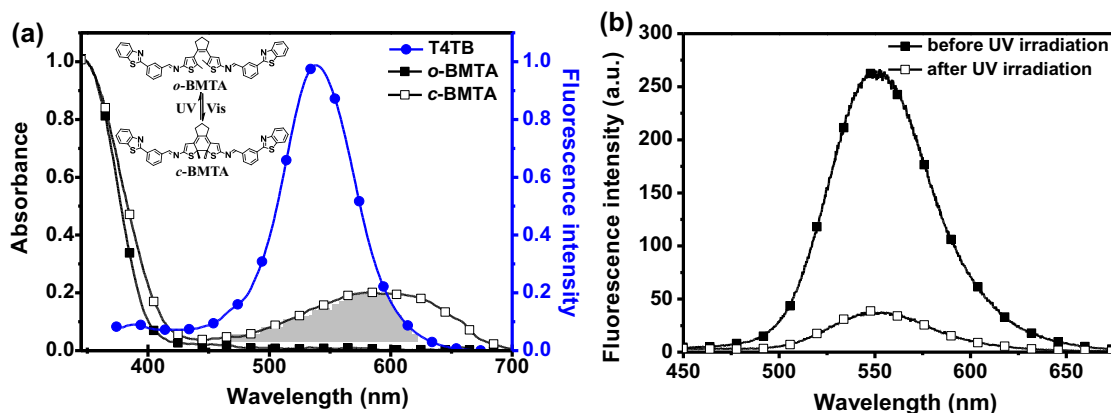 (a)
Absorbance
1.0
0.8
0.6
0.4
0.2
0.0
N
S
N
S
S
N
N
S
o-BMTA
UV
Vis
N
S
N
S
S
N
N
S
c-BMTA
T4TB
o-BMTA
c-BMTA
1.0
0.8
0.6
0.4
0.2
0.0
Fluorescence intensity
400
500
600
700
Wavelength (nm)
(b)
Fluorescence intensity (a.u.)
300
250
200
150
100
50
0
before UV irradiation
after UV irradiation
450
500
550
600
650
Wavelength (nm)